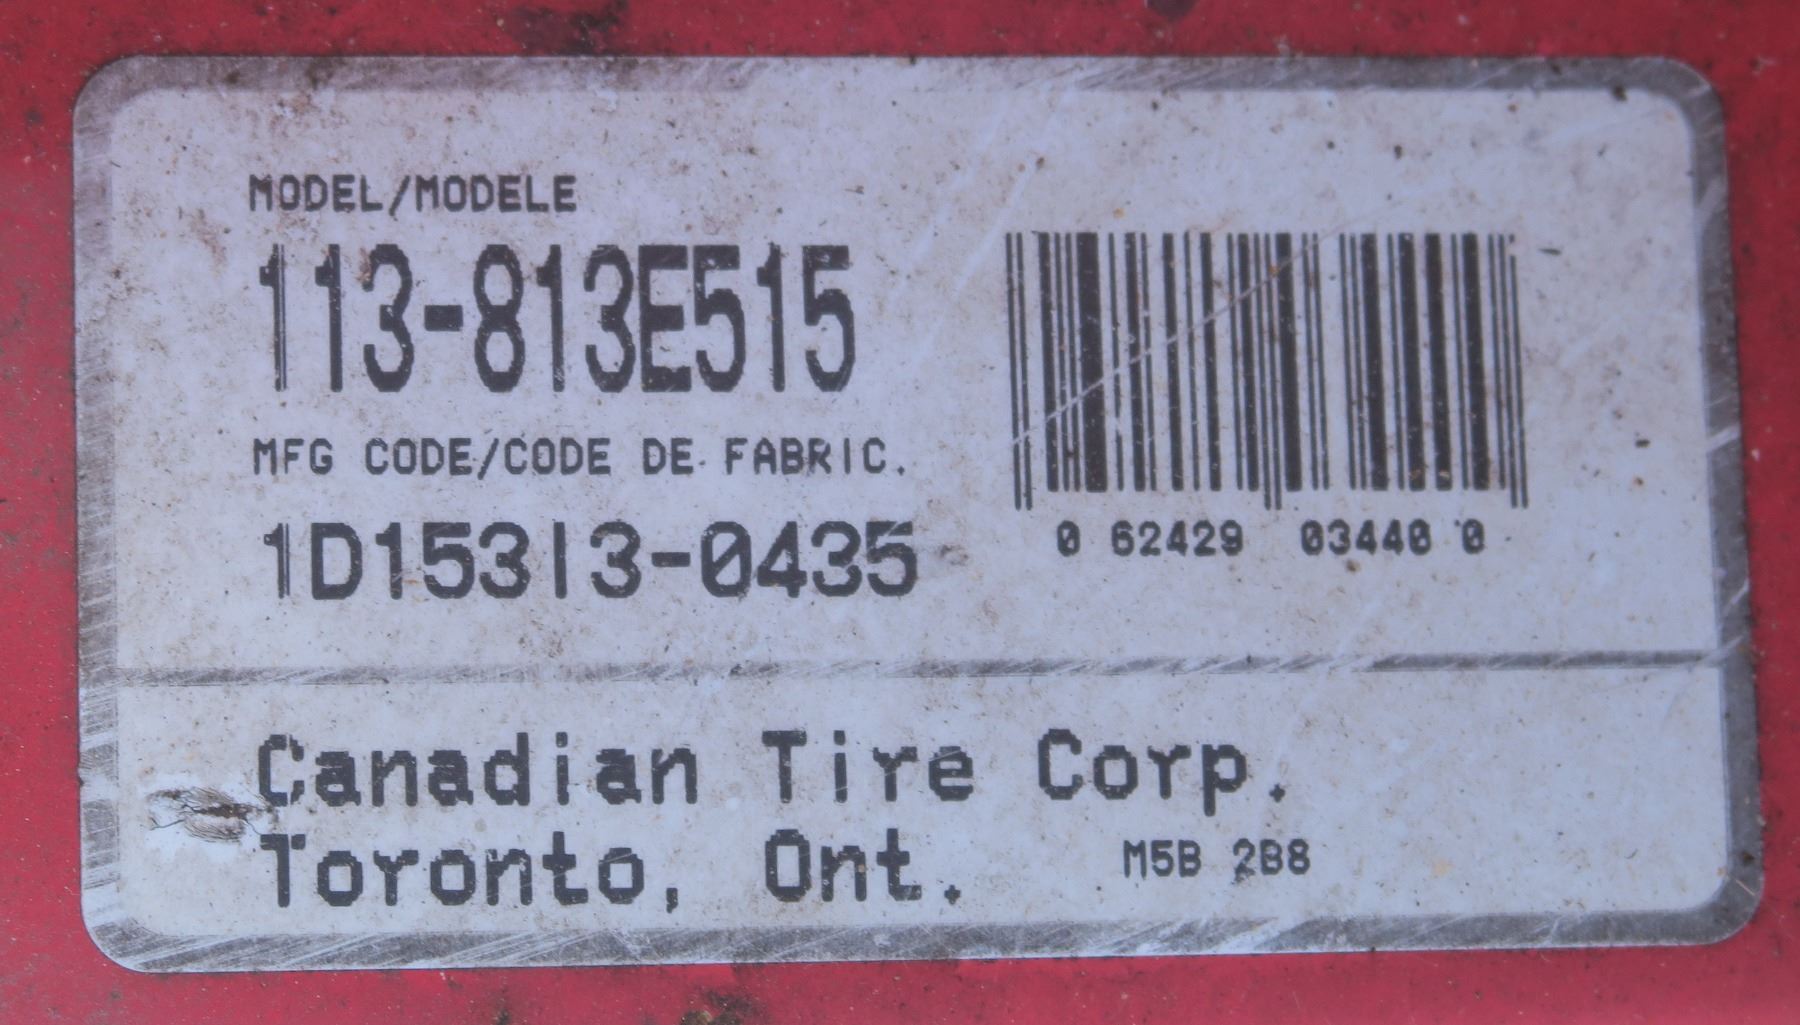 MODEL/MODELE
113-813E515
MFG CODE/CODE DE FABRIC.
1D15313-0435
0 62429 03440 0
Canadian Tire Corp.
Toronto, Ont. M5B 2B8